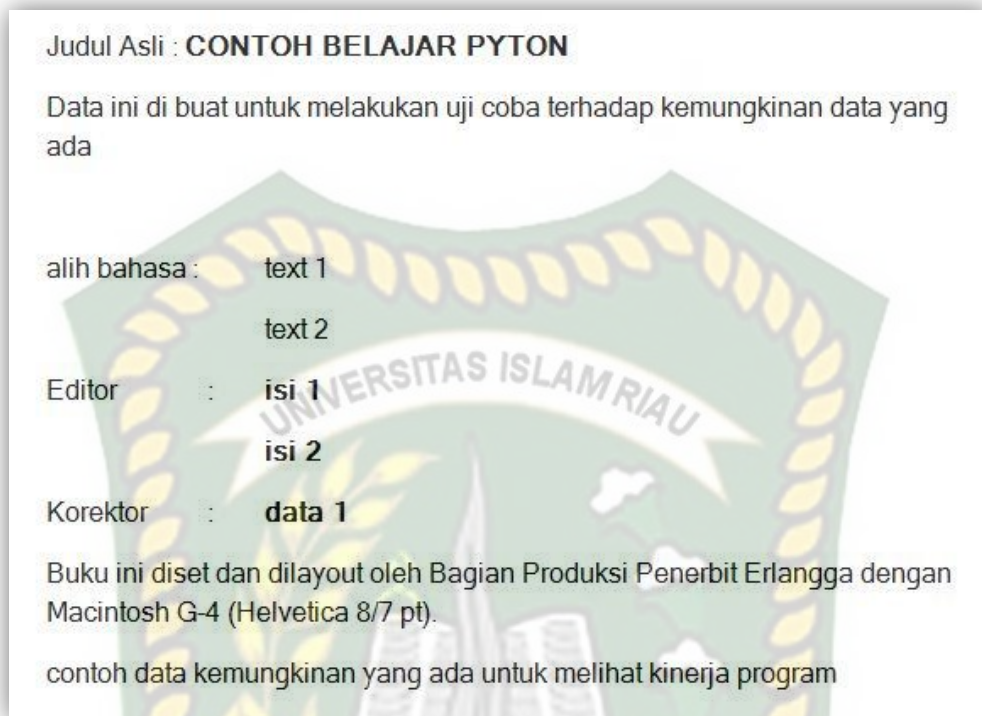 Judul Asli : CONTOH BELAJAR PYTON
Data ini di buat untuk melakukan uji coba terhadap kemungkinan data yang
ada
alih bahasa : text 1
text 2
UNIVERSITAS ISLAM RIAU
Editor : isi 1
isi 2
Korektor : data 1
Buku ini diset dan dilayout oleh Bagian Produksi Penerbit Erlangga dengan
Macintosh G-4 (Helvetica 8/7 pt).
contoh data kemungkinan yang ada untuk melihat kinerja program